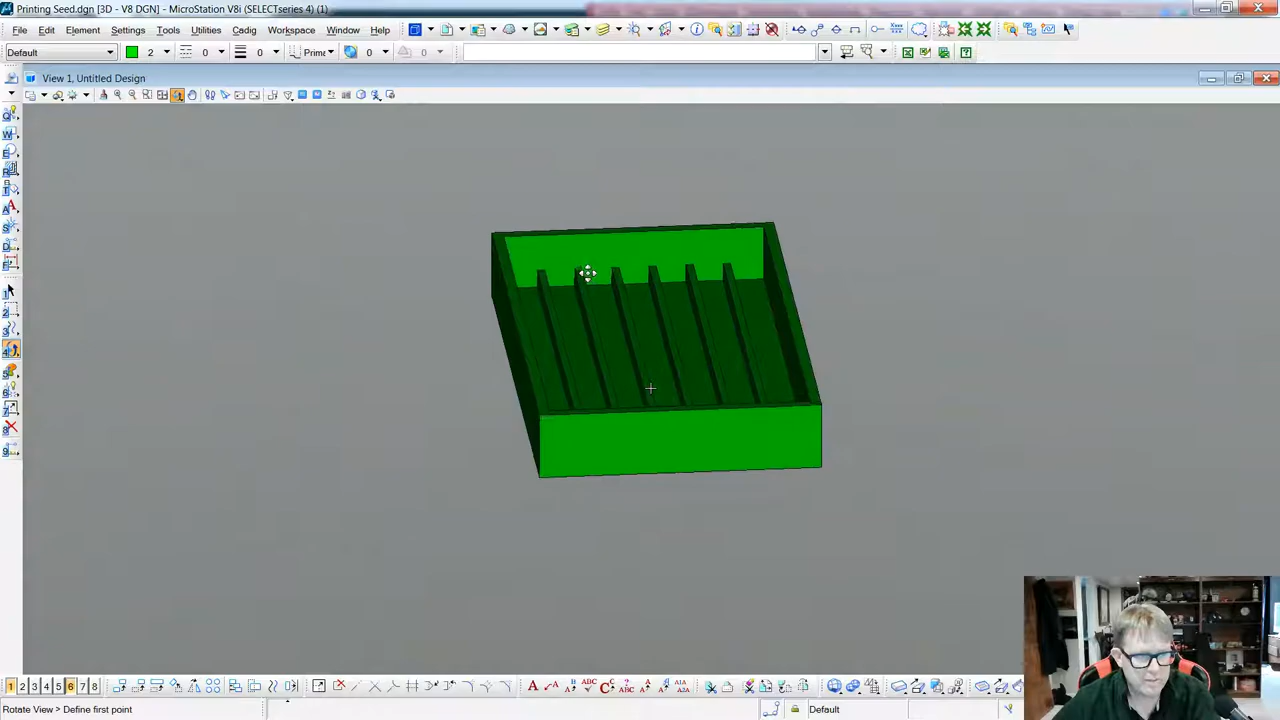 Printing Seed.dgn [3D - V8 DGN] - MicroStation V8i (SELECTseries 4) (1)
File Edit Element Settings Tools Utilities Cadig Workspace Window Help
Default 2 0 0 Prima 0 0
View 1, Untitled Design
1 2 3 4 5 6 7 8
Rotate View > Define first point Default